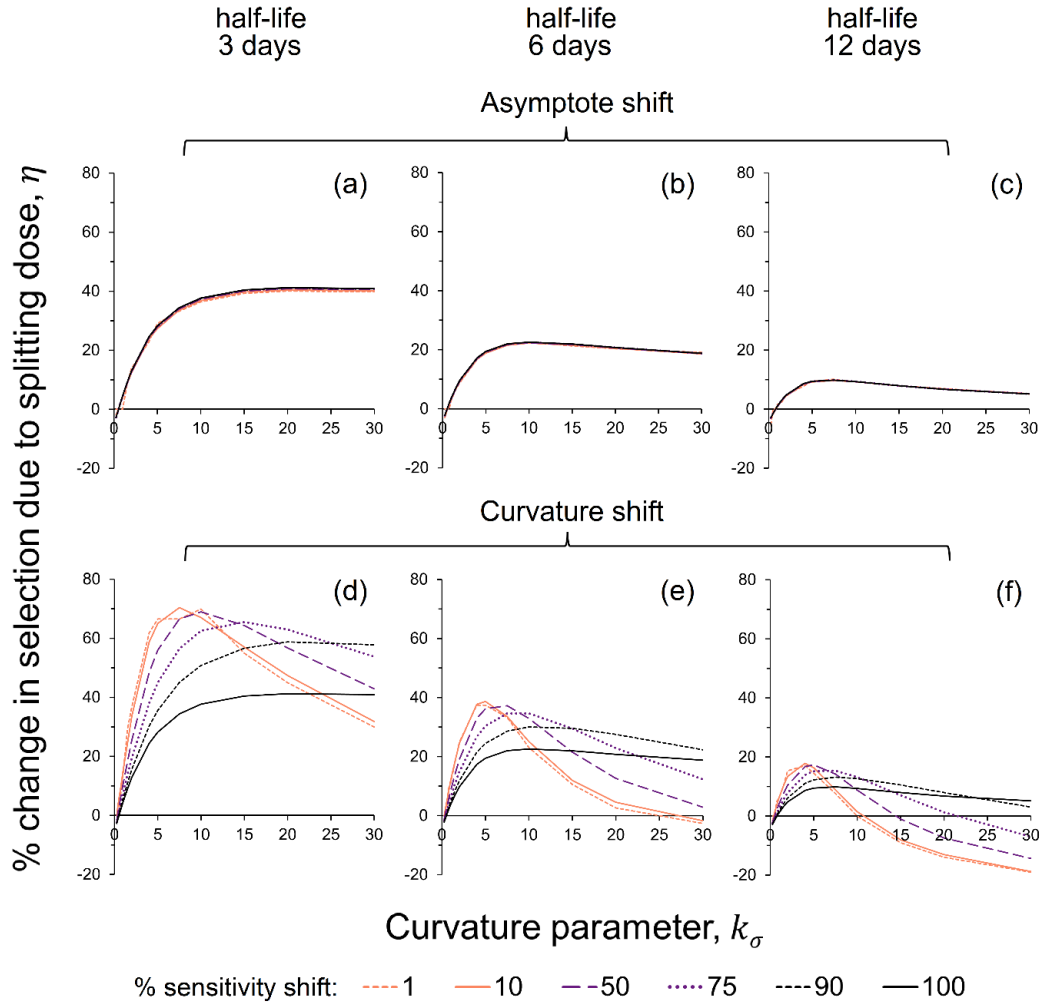 half-life half-life half-life
3 days 6 days 12 days
Asymptote shift
% change in selection due to splitting dose, η
(a) (b) (c)
80 80 80
60 60 60
40 40 40
20 20 20
0 0 0
0 5 10 15 20 25 30 0 5 10 15 20 25 30 0 5 10 15 20 25 30
-20 -20 -20
Curvature shift
(d) (e) (f)
80 80 80
60 60 60
40 40 40
20 20 20
0 0 0
0 5 10 15 20 25 30 0 5 10 15 20 25 30 0 5 10 15 20 25 30
-20 -20 -20
Curvature parameter, kσ
% sensitivity shift: 1 10 50 75 90 100